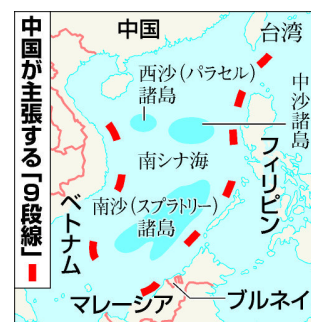 中国が主張する「9段線」
中国
台湾
西沢(パラセル)
諸島
中沙諸島
南シナ海
フィリピン
南沙(スプラトリー)
諸島
ベトナム
マレーシア
ブルネイ